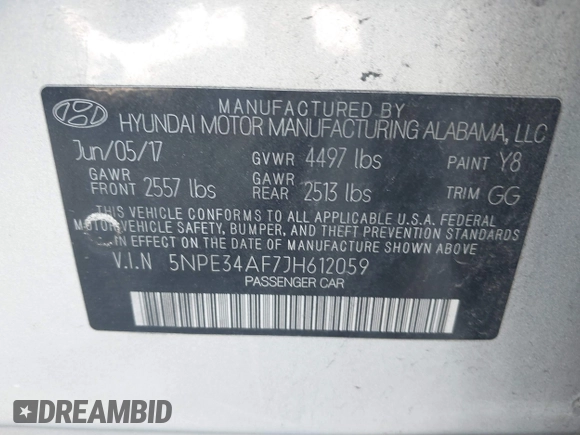 MANUFACTURED BY
HYUNDAI MOTOR MANUFACTURING ALABAMA, LLC
Jun/05/17 GVWR 4497 lbs PAINT Y8
GAWR FRONT 2557 lbs GAWR REAR 2513 lbs TRIM GG
THIS VEHICLE CONFORMS TO ALL APPLICABLE U.S.A. FEDERAL
MOTOR VEHICLE SAFETY, BUMPER, AND THEFT PREVENTION STANDARDS
IN EFFECT ON THE DATE OF MANUFACTURE SHOWN ABOVE.
V.I.N 5NPE34AF7JH612059
PASSENGER CAR
DREAMBID